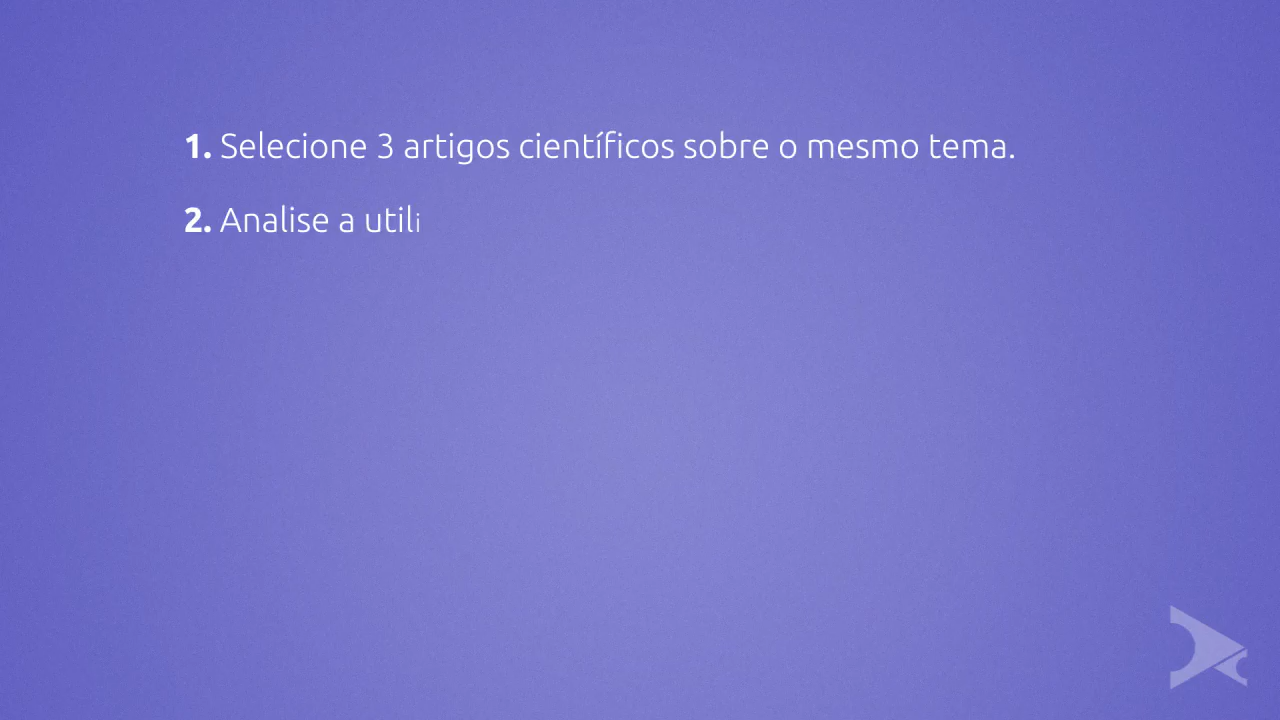 1. Selecione 3 artigos científicos sobre o mesmo tema.
2. Analise a utili